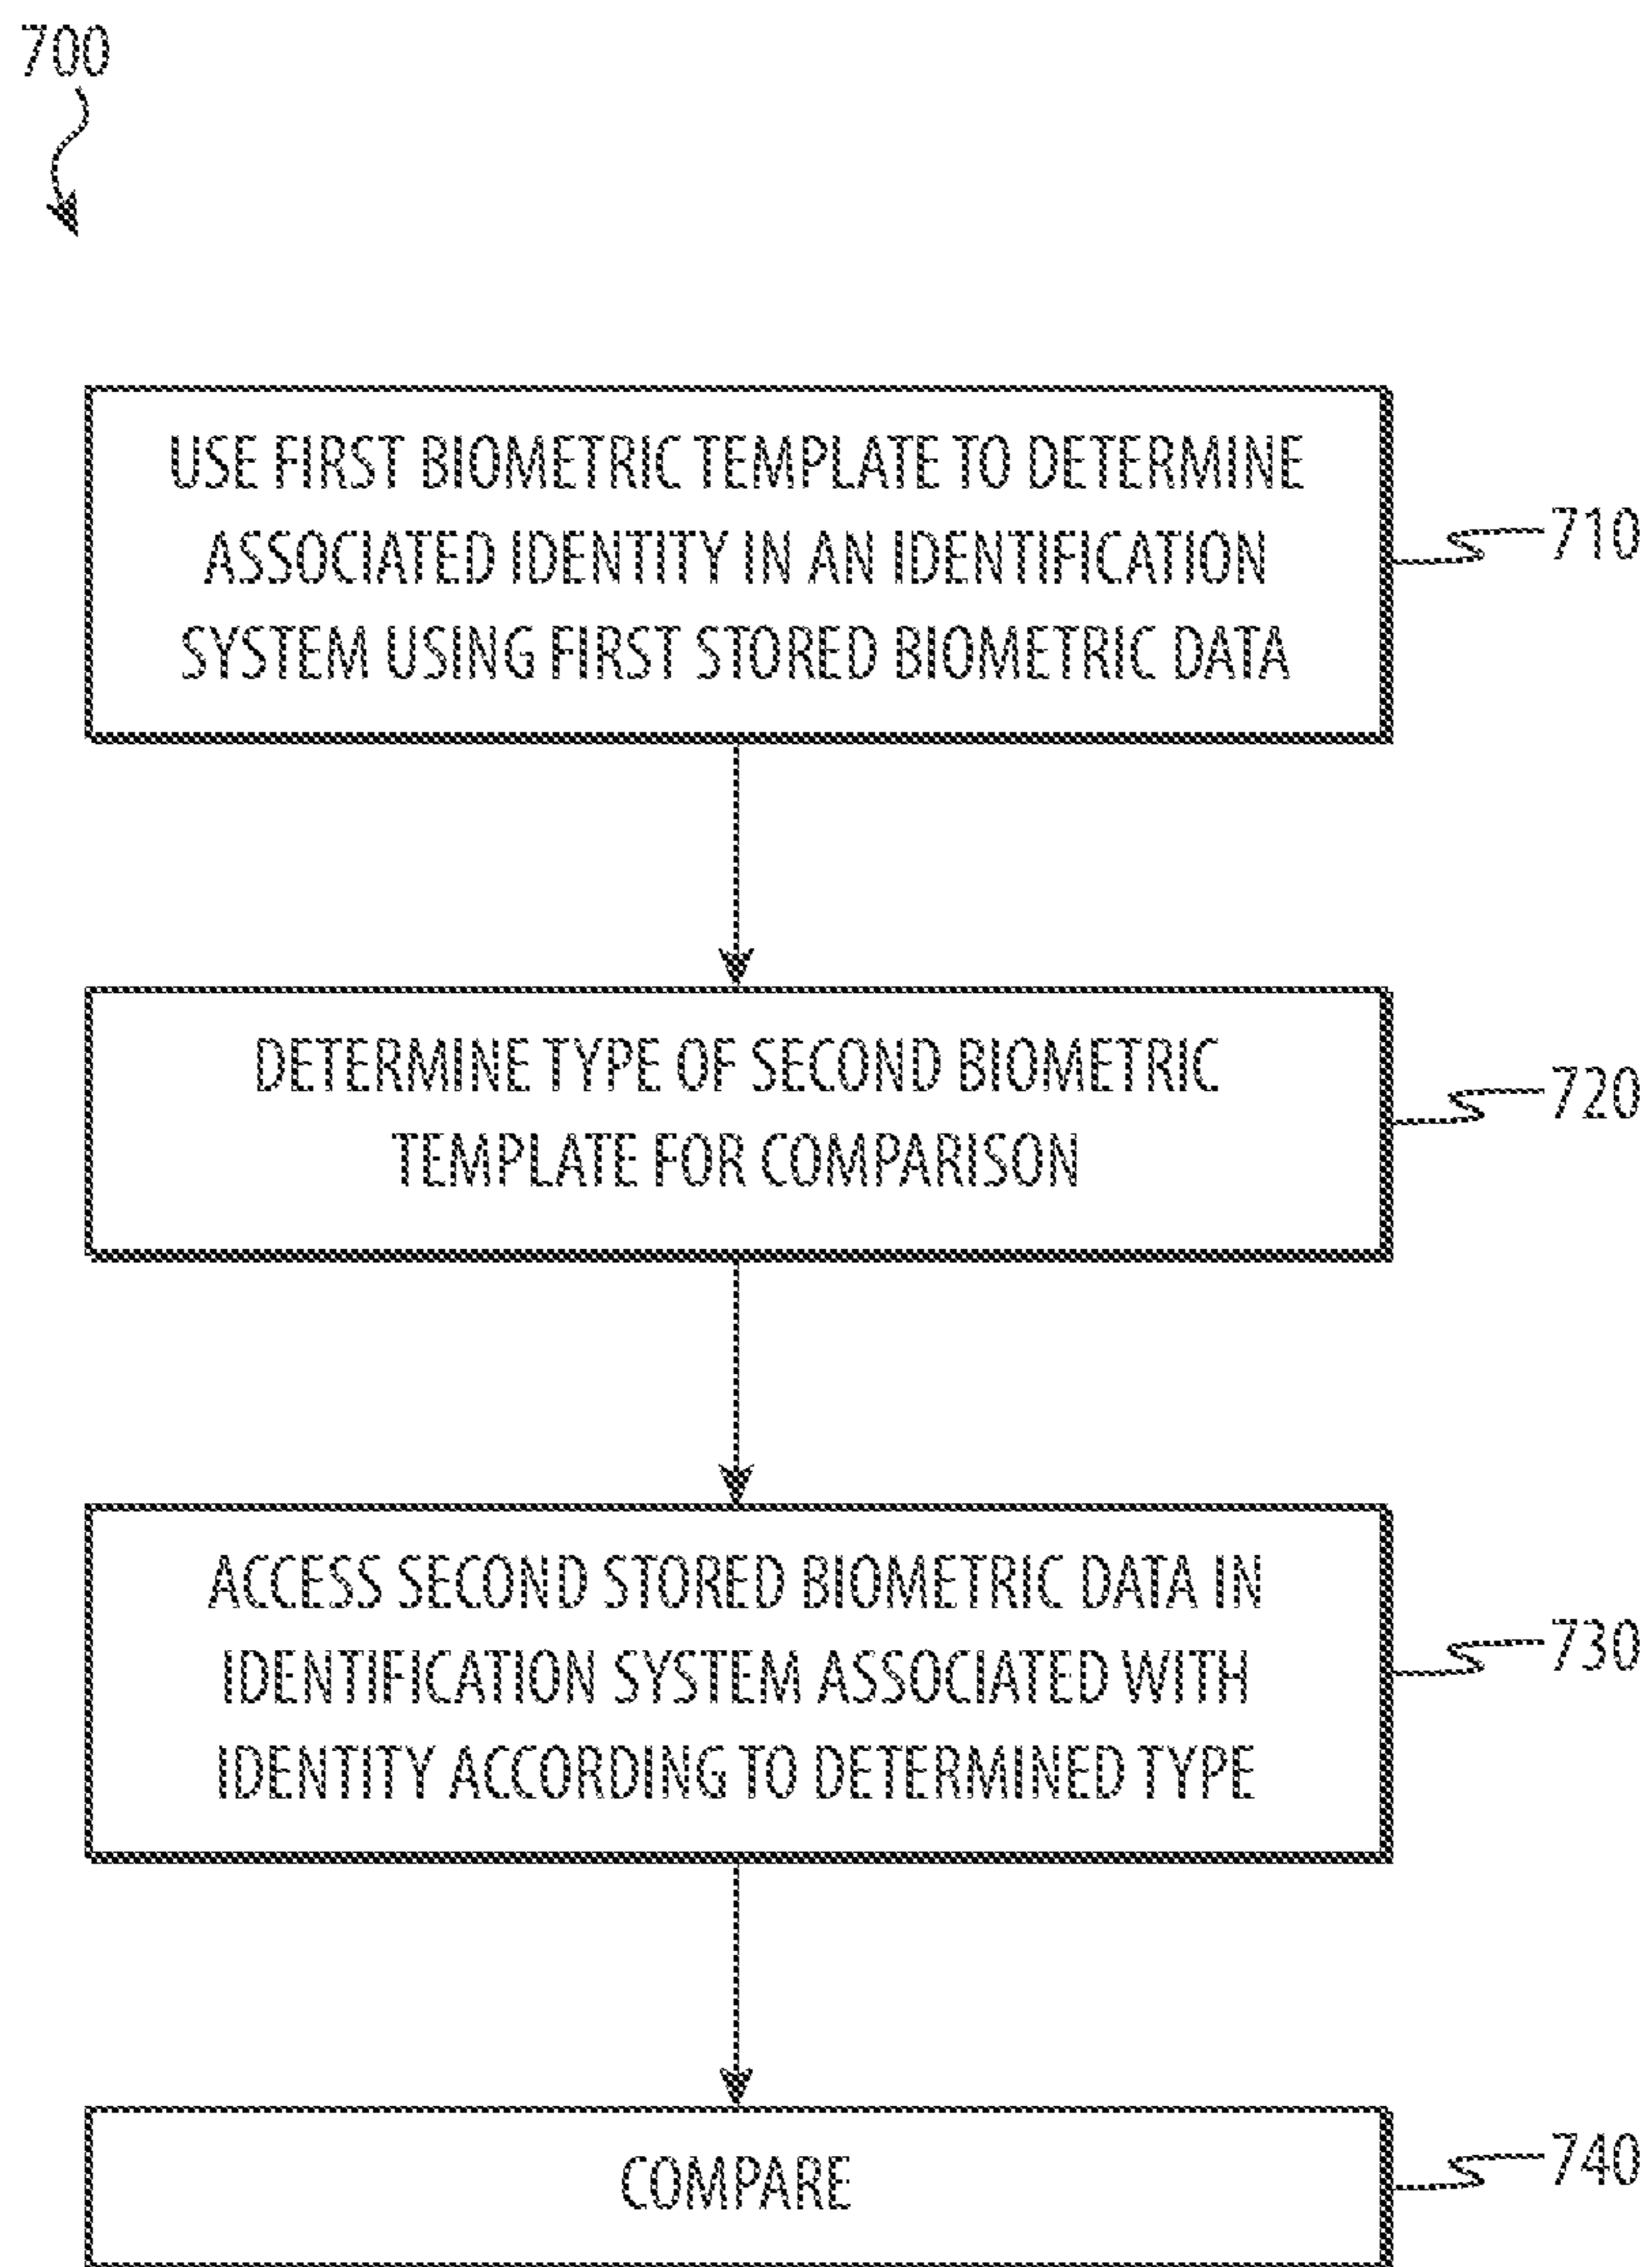 700
USE FIRST BIOMETRIC TEMPLATE TO DETERMINE
ASSOCIATED IDENTITY IN AN IDENTIFICATION
SYSTEM USING FIRST STORED BIOMETRIC DATA
710
DETERMINE TYPE OF SECOND BIOMETRIC
TEMPLATE FOR COMPARISON
720
ACCESS SECOND STORED BIOMETRIC DATA IN
IDENTIFICATION SYSTEM ASSOCIATED WITH
IDENTITY ACCORDING TO DETERMINED TYPE
730
COMPARE
740